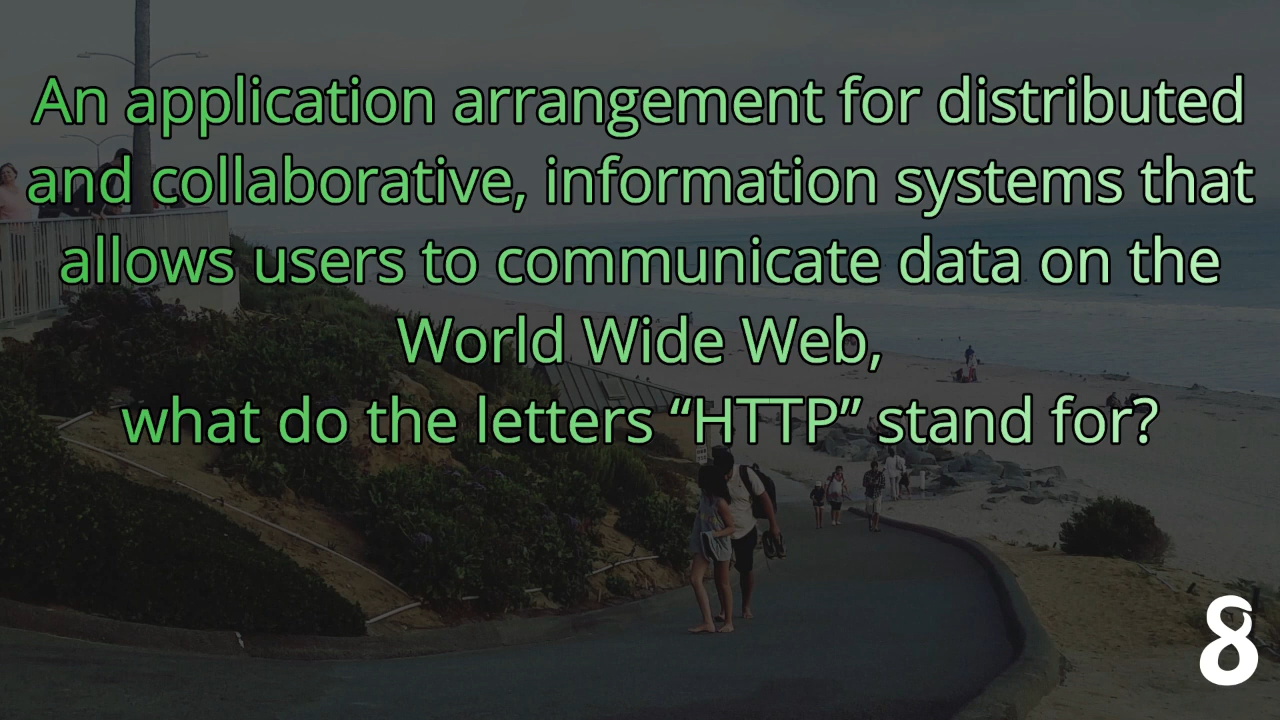 An application arrangement for distributed
and collaborative, information systems that
allows users to communicate data on the
World Wide Web,
what do the letters “HTTP” stand for?
8